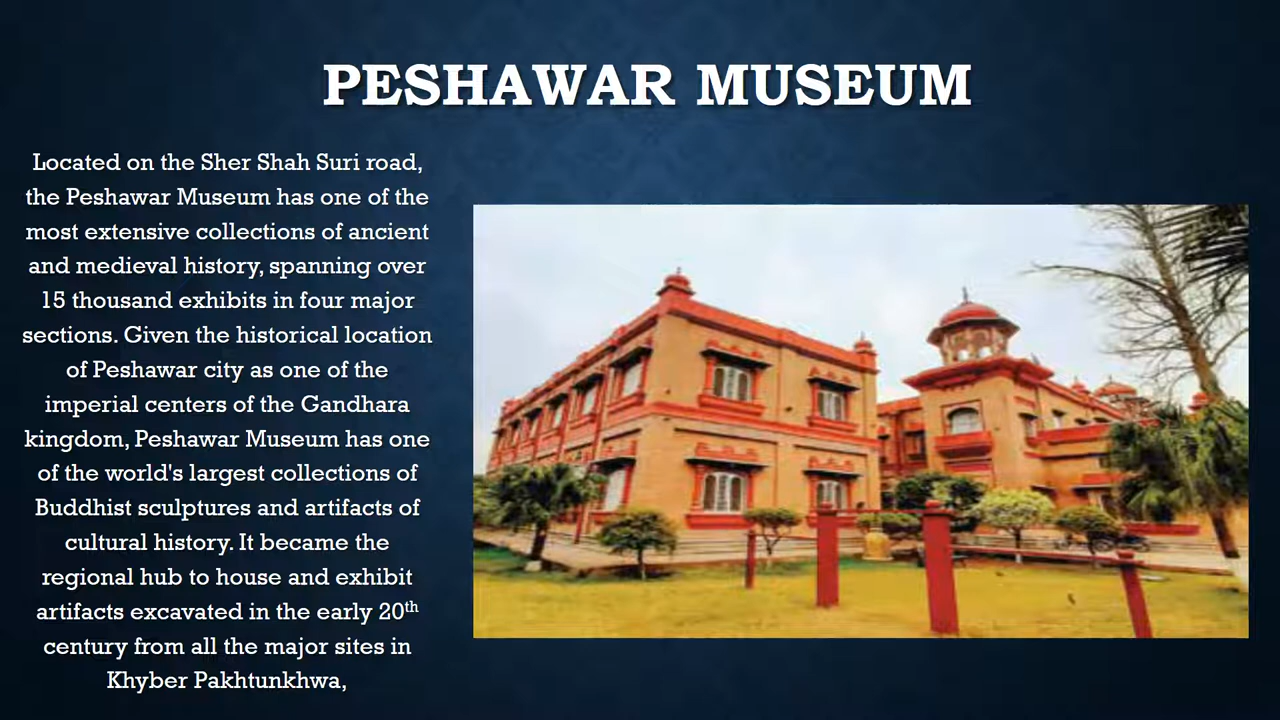 PESHAWAR MUSEUM
Located on the Sher Shah Suri road,
the Peshawar Museum has one of the
most extensive collections of ancient
and medieval history, spanning over
15 thousand exhibits in four major
sections. Given the historical location
of Peshawar city as one of the
imperial centers of the Gandhara
kingdom, Peshawar Museum has one
of the world's largest collections of
Buddhist sculptures and artifacts of
cultural history. It became the
regional hub to house and exhibit
artifacts excavated in the early 20th
century from all the major sites in
Khyber Pakhtunkhwa,